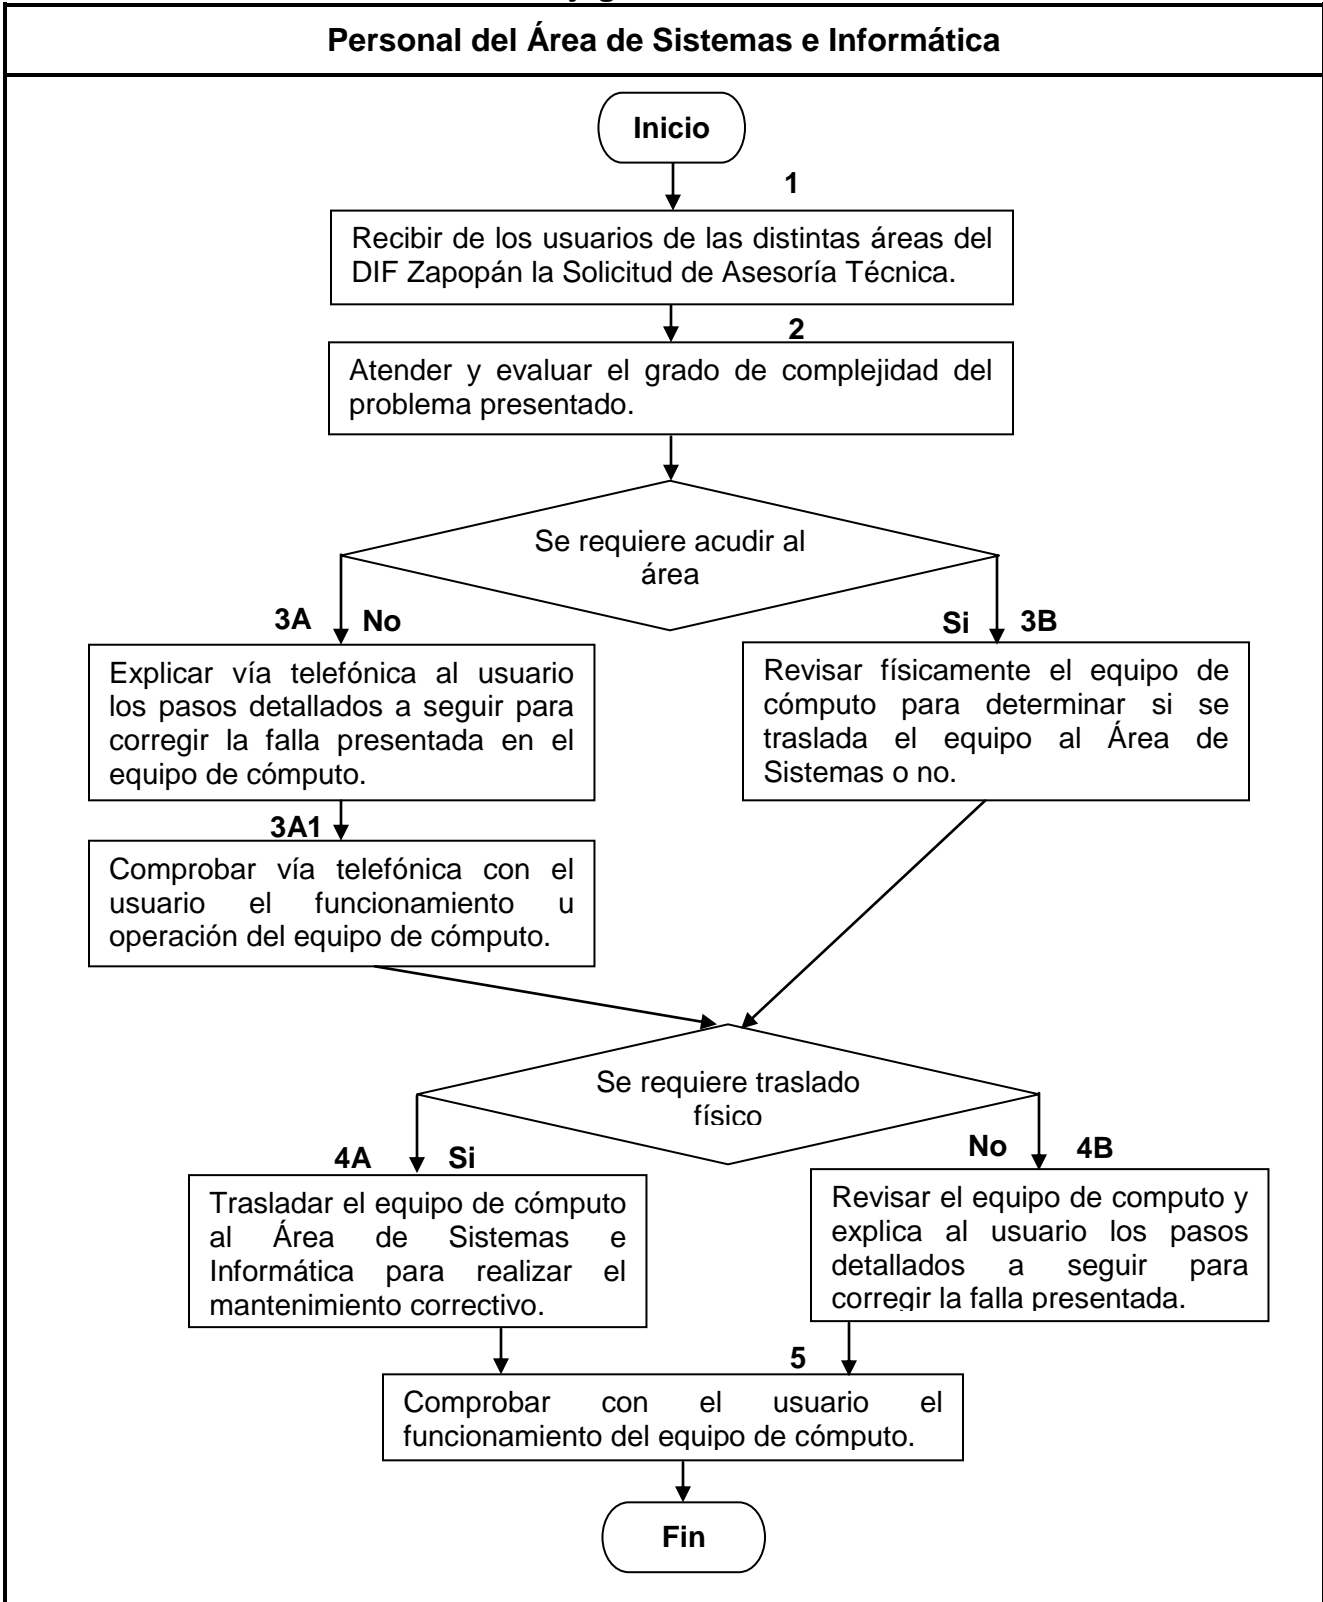 Personal del Área de Sistemas e Informática
Inicio
1
Recibir de los usuarios de las distintas áreas del
DIF Zapopán la Solicitud de Asesoría Técnica.
2
Atender y evaluar el grado de complejidad del
problema presentado.
Se requiere acudir al
área
3A No
Si 3B
Explicar vía telefónica al usuario
los pasos detallados a seguir para
corregir la falla presentada en el
equipo de cómputo.
Revisar físicamente el equipo de
cómputo para determinar si se
traslada el equipo al Área de
Sistemas o no.
3A1
Comprobar vía telefónica con el
usuario el funcionamiento u
operación del equipo de cómputo.
Se requiere traslado
físico
4A Si
No 4B
Trasladar el equipo de cómputo
al Área de Sistemas e
Informática para realizar el
mantenimiento correctivo.
Revisar el equipo de computo y
explica al usuario los pasos
detallados a seguir para
corregir la falla presentada.
5
Comprobar con el usuario el
funcionamiento del equipo de cómputo.
Fin